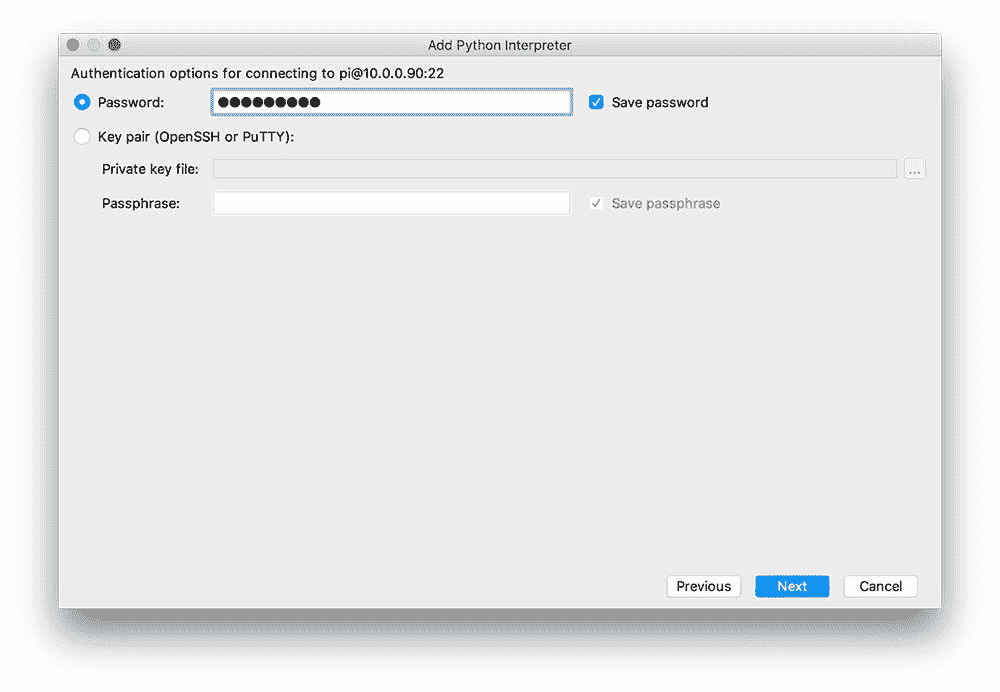 Add Python Interpreter
Authentication options for connecting to pi@10.0.0.90:22
Password: ●●●●●●●●● Save password
Key pair (OpenSSH or PuTTY):
Private key file: ...
Passphrase: Save passphrase
Previous Next Cancel